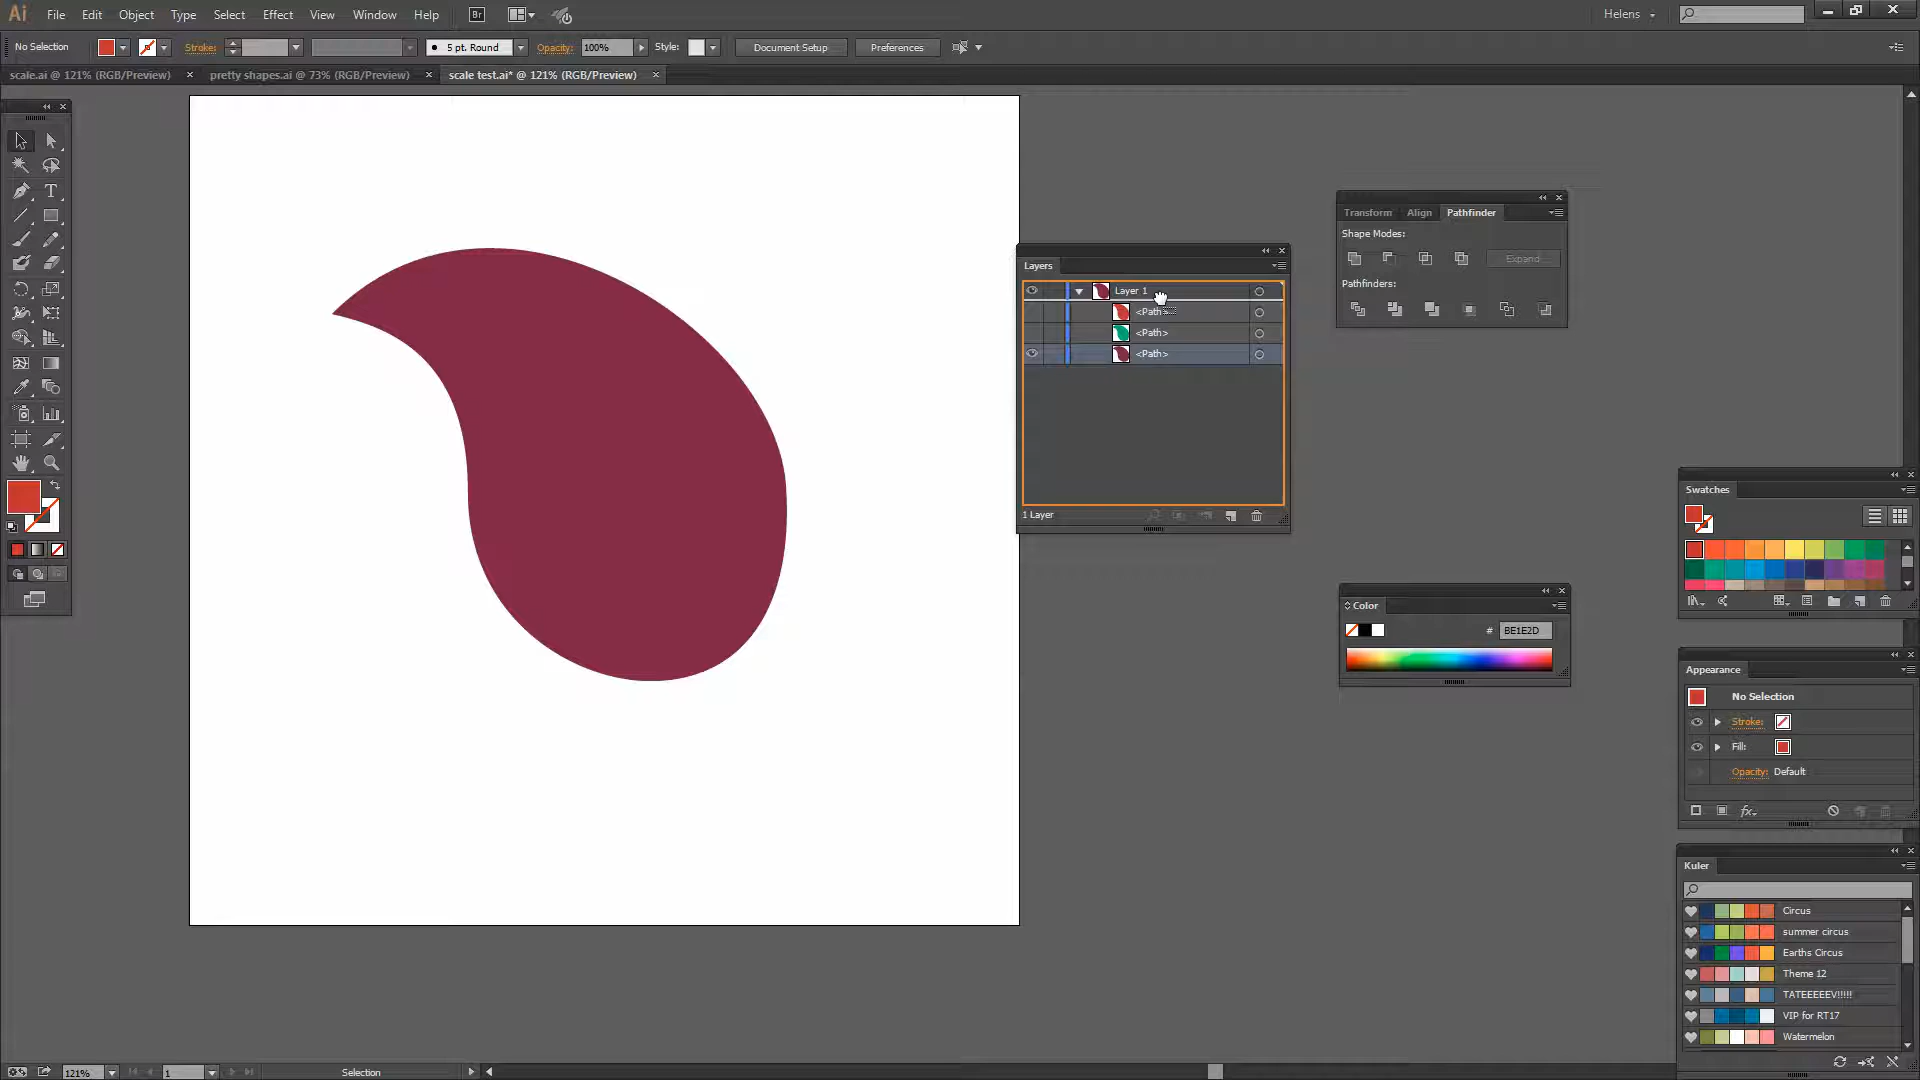 Ai File Edit Object Type Select Effect View Window Help Br Helens
No Selection Stroke: 5 pt. Round Opacity: 100% Style: Document Setup Preferences
scale.ai @ 121% (RGB/Preview) pretty shapes.ai @ 73% (RGB/Preview) scale test.ai* @ 121% (RGB/Preview)
Layers
Layer 1
<Path>
<Path>
<Path>
1 Layer
Transform Align Pathfinder
Shape Modes:
Expand
Pathfinders:
Color
# BE1E2D
Swatches
Appearance
No Selection
Stroke:
Fill:
Opacity: Default
fx
Kuler
Circus
summer circus
Earths Circus
Theme 12
TATEEEEEV!!!!!
VIP for RT17
Watermelon
121% 1 Selection